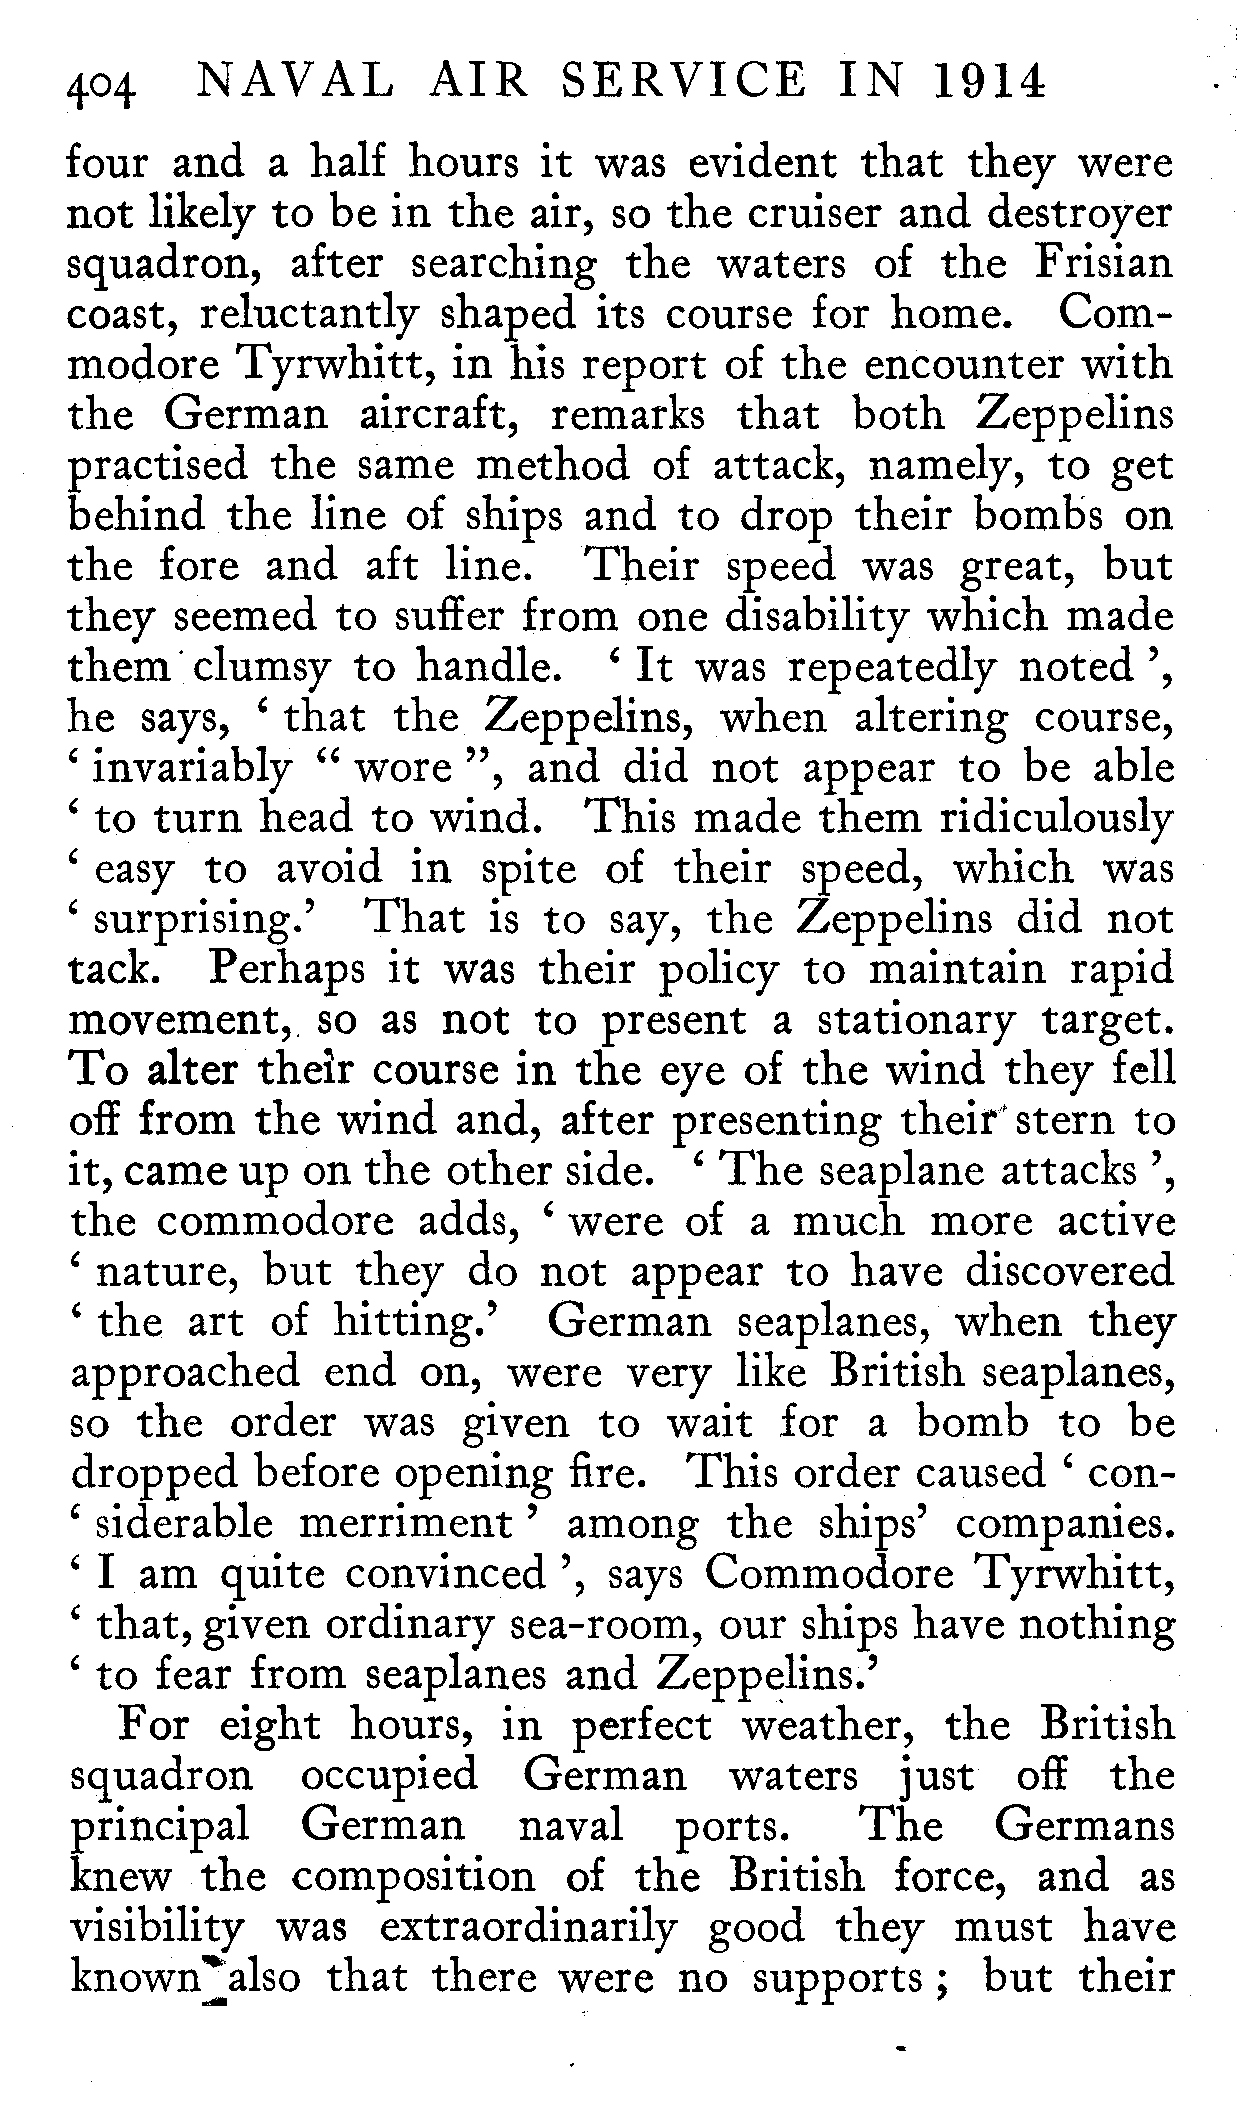 404 NAVAL AIR SERVICE IN 1914
four and a half hours it was evident that they were
not likely to be in the air, so the cruiser and destroyer
squadron, after searching the waters of the Frisian
coast, reluctantly shaped its course for home. Com-
modore Tyrwhitt, in his report of the encounter with
the German aircraft, remarks that both Zeppelins
practised the same method of attack, namely, to get
behind the line of ships and to drop their bombs on
the fore and aft line. Their speed was great, but
they seemed to suffer from one disability which made
them clumsy to handle. ‘ It was repeatedly noted ’,
he says, ‘ that the Zeppelins, when altering course,
‘ invariably “ wore ”, and did not appear to be able
‘ to turn head to wind. This made them ridiculously
‘ easy to avoid in spite of their speed, which was
‘ surprising.’ That is to say, the Zeppelins did not
tack. Perhaps it was their policy to maintain rapid
movement, so as not to present a stationary target.
To alter their course in the eye of the wind they fell
off from the wind and, after presenting their stern to
it, came up on the other side. ‘ The seaplane attacks ’,
the commodore adds, ‘ were of a much more active
‘ nature, but they do not appear to have discovered
‘ the art of hitting.’ German seaplanes, when they
approached end on, were very like British seaplanes,
so the order was given to wait for a bomb to be
dropped before opening fire. This order caused ‘ con-
‘ siderable merriment ’ among the ships’ companies.
‘ I am quite convinced ’, says Commodore Tyrwhitt,
‘ that, given ordinary sea-room, our ships have nothing
‘ to fear from seaplanes and Zeppelins.’
For eight hours, in perfect weather, the British
squadron occupied German waters just off the
principal German naval ports. The Germans
knew the composition of the British force, and as
visibility was extraordinarily good they must have
known also that there were no supports ; but their